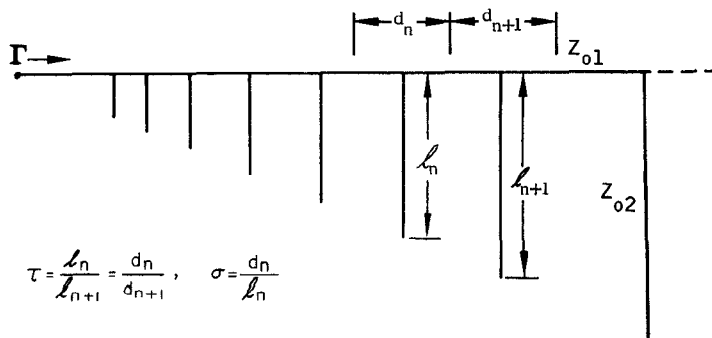 d_n d_{n+1}
Γ Z_{o1}
ℓ_n ℓ_{n+1}
Z_{o2}
τ = ℓ_n / ℓ_{n+1} = d_n / d_{n+1} , σ = d_n / ℓ_n